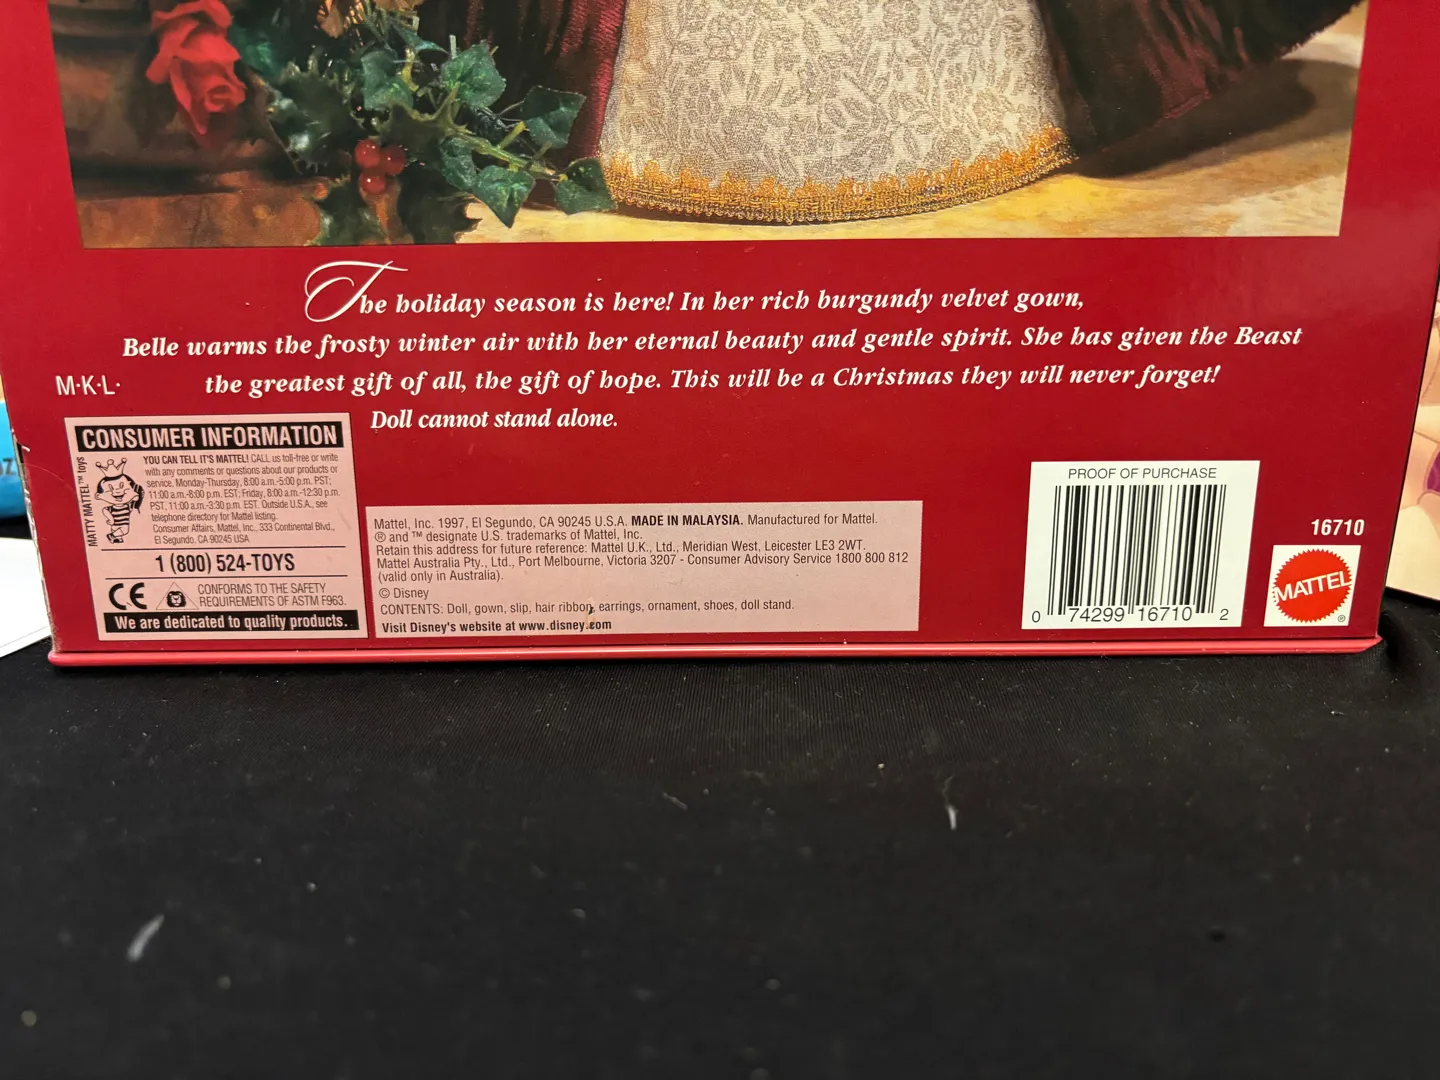 The holiday season is here! In her rich burgundy velvet gown,
Belle warms the frosty winter air with her eternal beauty and gentle spirit. She has given the Beast
the greatest gift of all, the gift of hope. This will be a Christmas they will never forget!
Doll cannot stand alone.
M·K·L·
CONSUMER INFORMATION
MATTY MATTEL™ toys
YOU CAN TELL IT'S MATTEL! CALL us toll-free or write
with any comments or questions about our products or
service, Monday-Thursday, 8:00 a.m.-5:00 p.m. PST;
11:00 a.m.-8:00 p.m. EST; Friday, 8:00 a.m.-12:30 p.m.
PST, 11:00 a.m.-3:30 p.m. EST. Outside U.S.A., see
telephone directory for Mattel listing.
Consumer Affairs, Mattel, Inc., 333 Continental Blvd.,
El Segundo, CA 90245 USA
1 (800) 524-TOYS
CE
CONFORMS TO THE SAFETY
REQUIREMENTS OF ASTM F963.
We are dedicated to quality products.
Mattel, Inc. 1997, El Segundo, CA 90245 U.S.A. MADE IN MALAYSIA. Manufactured for Mattel.
® and ™ designate U.S. trademarks of Mattel, Inc.
Retain this address for future reference: Mattel U.K., Ltd., Meridian West, Leicester LE3 2WT.
Mattel Australia Pty., Ltd., Port Melbourne, Victoria 3207 - Consumer Advisory Service 1800 800 812
(valid only in Australia).
© Disney
CONTENTS: Doll, gown, slip, hair ribbon, earrings, ornament, shoes, doll stand.
Visit Disney's website at www.disney.com
PROOF OF PURCHASE
0 74299 16710 2
16710
MATTEL
®